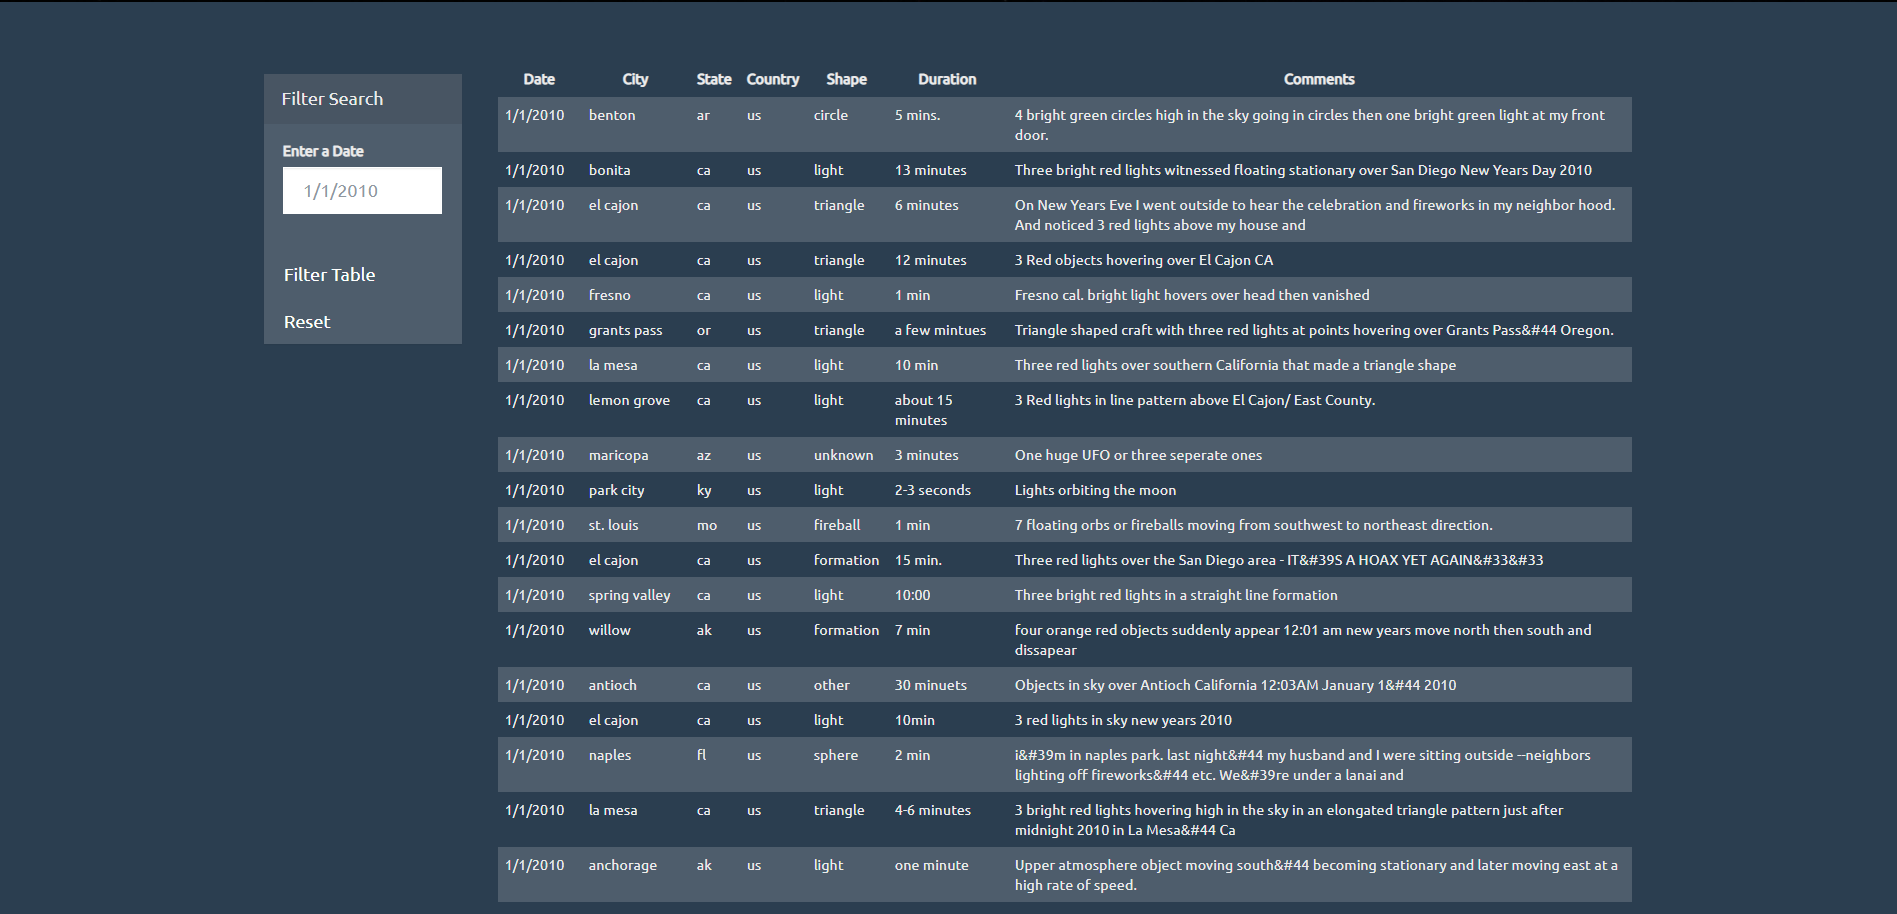 Filter Search
Enter a Date
1/1/2010
Filter Table
Reset
Date City State Country Shape Duration Comments
1/1/2010 benton ar us circle 5 mins. 4 bright green circles high in the sky going in circles then one bright green light at my front
door.
1/1/2010 bonita ca us light 13 minutes Three bright red lights witnessed floating stationary over San Diego New Years Day 2010
1/1/2010 el cajon ca us triangle 6 minutes On New Years Eve I went outside to hear the celebration and fireworks in my neighbor hood.
And noticed 3 red lights above my house and
1/1/2010 el cajon ca us triangle 12 minutes 3 Red objects hovering over El Cajon CA
1/1/2010 fresno ca us light 1 min Fresno cal. bright light hovers over head then vanished
1/1/2010 grants pass or us triangle a few mintues Triangle shaped craft with three red lights at points hovering over Grants Pass&#44 Oregon.
1/1/2010 la mesa ca us light 10 min Three red lights over southern California that made a triangle shape
1/1/2010 lemon grove ca us light about 15 3 Red lights in line pattern above El Cajon/ East County.
minutes
1/1/2010 maricopa az us unknown 3 minutes One huge UFO or three seperate ones
1/1/2010 park city ky us light 2-3 seconds Lights orbiting the moon
1/1/2010 st. louis mo us fireball 1 min 7 floating orbs or fireballs moving from southwest to northeast direction.
1/1/2010 el cajon ca us formation 15 min. Three red lights over the San Diego area - IT&#39S A HOAX YET AGAIN&#33&#33
1/1/2010 spring valley ca us light 10:00 Three bright red lights in a straight line formation
1/1/2010 willow ak us formation 7 min four orange red objects suddenly appear 12:01 am new years move north then south and
dissapear
1/1/2010 antioch ca us other 30 minuets Objects in sky over Antioch California 12:03AM January 1&#44 2010
1/1/2010 el cajon ca us light 10min 3 red lights in sky new years 2010
1/1/2010 naples fl us sphere 2 min i&#39m in naples park. last night&#44 my husband and I were sitting outside --neighbors
lighting off fireworks&#44 etc. We&#39re under a lanai and
1/1/2010 la mesa ca us triangle 4-6 minutes 3 bright red lights hovering high in the sky in an elongated triangle pattern just after
midnight 2010 in La Mesa&#44 Ca
1/1/2010 anchorage ak us light one minute Upper atmosphere object moving south&#44 becoming stationary and later moving east at a
high rate of speed.